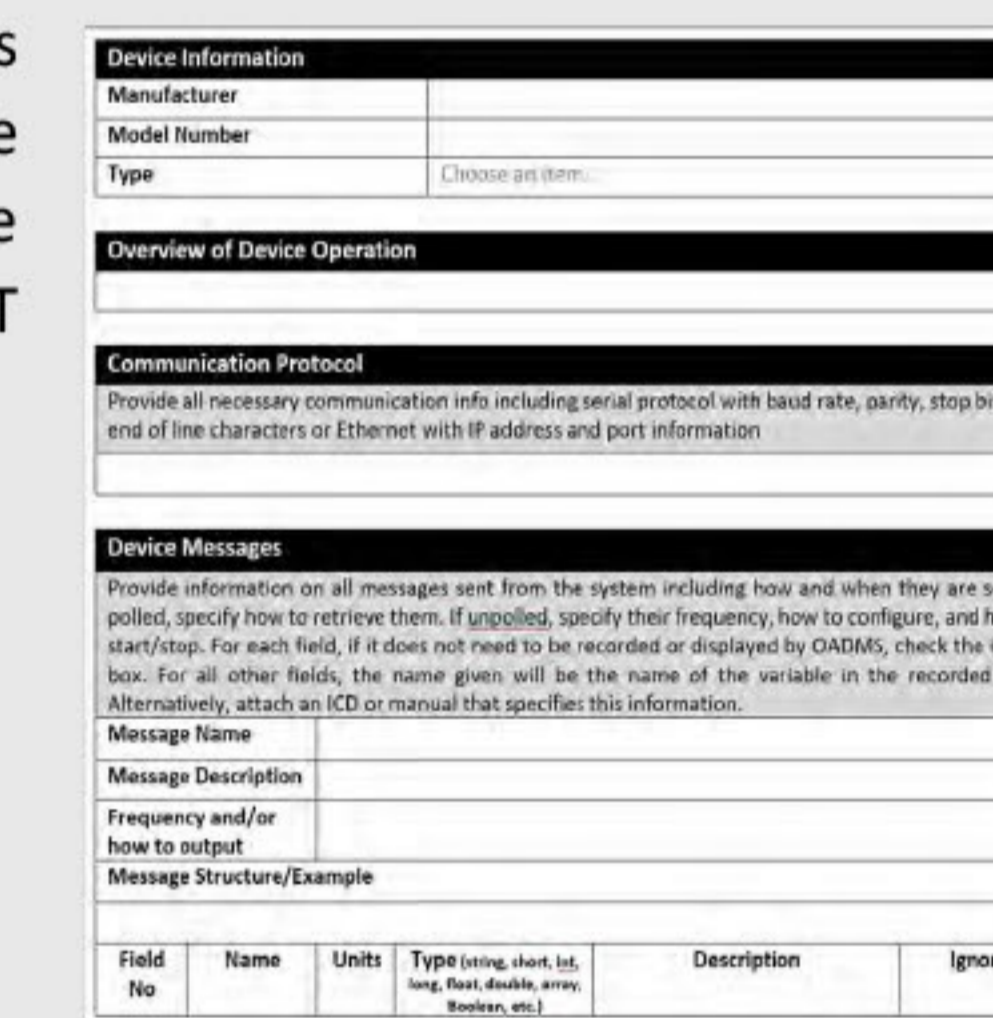 s
e
e
T
Device Information
Manufacturer
Model Number
Type Choose an item.
Overview of Device Operation
Communication Protocol
Provide all necessary communication info including serial protocol with baud rate, parity, stop bi
end of line characters or Ethernet with IP address and port information
Device Messages
Provide information on all messages sent from the system including how and when they are s
polled, specify how to retrieve them. If unpolled, specify their frequency, how to configure, and h
start/stop. For each field, if it does not need to be recorded or displayed by OADMS, check the
box. For all other fields, the name given will be the name of the variable in the recorded
Alternatively, attach an ICD or manual that specifies this information.
Message Name
Message Description
Frequency and/or
how to output
Message Structure/Example
Field Name Units Type (string, short, int, Description Ignor
No long, float, double, array,
Boolean, etc.)